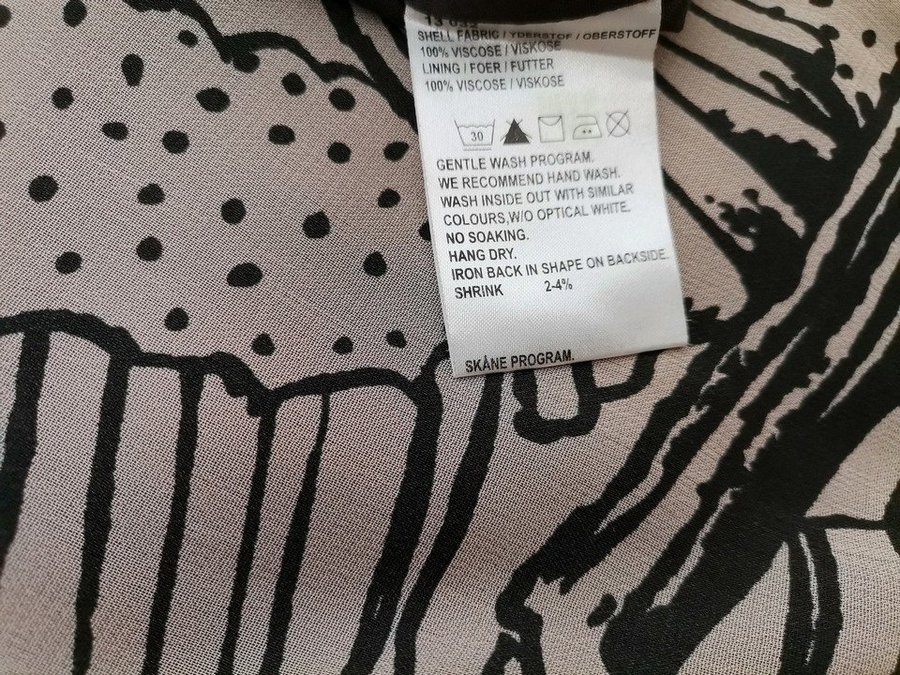 13 032
SHELL FABRIC / YDERSTOF / OBERSTOFF
100% VISCOSE / VISKOSE
LINING / FOER / FUTTER
100% VISCOSE / VISKOSE
30
GENTLE WASH PROGRAM.
WE RECOMMEND HAND WASH.
WASH INSIDE OUT WITH SIMILAR
COLOURS,W/O OPTICAL WHITE.
NO SOAKING.
HANG DRY.
IRON BACK IN SHAPE ON BACKSIDE.
SHRINK 2-4%
SKÅNE PROGRAM.